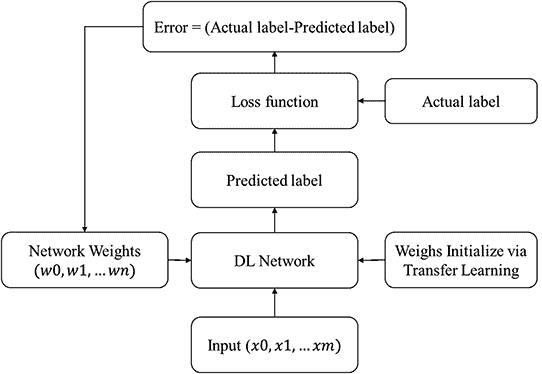 Error = (Actual label-Predicted label)
Loss function
Actual label
Predicted label
Network Weights
(w0, w1, … wn)
DL Network
Weighs Initialize via
Transfer Learning
Input (x0, x1, … xm)